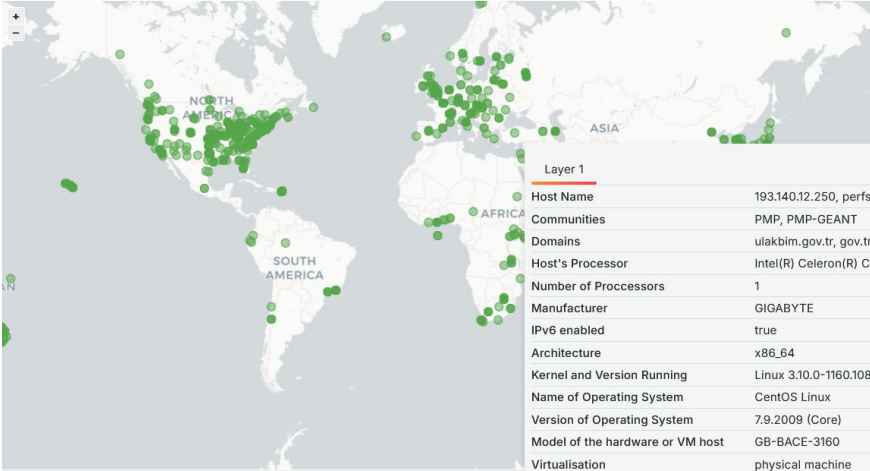 +
−
NORTH
AMERICA
ASIA
AFRICA
SOUTH
AMERICA
AN
Layer 1
Host Name 193.140.12.250, perfs
Communities PMP, PMP-GEANT
Domains ulakbim.gov.tr, gov.tr
Host's Processor Intel(R) Celeron(R) C
Number of Proccessors 1
Manufacturer GIGABYTE
IPv6 enabled true
Architecture x86_64
Kernel and Version Running Linux 3.10.0-1160.108
Name of Operating System CentOS Linux
Version of Operating System 7.9.2009 (Core)
Model of the hardware or VM host GB-BACE-3160
Virtualisation physical machine